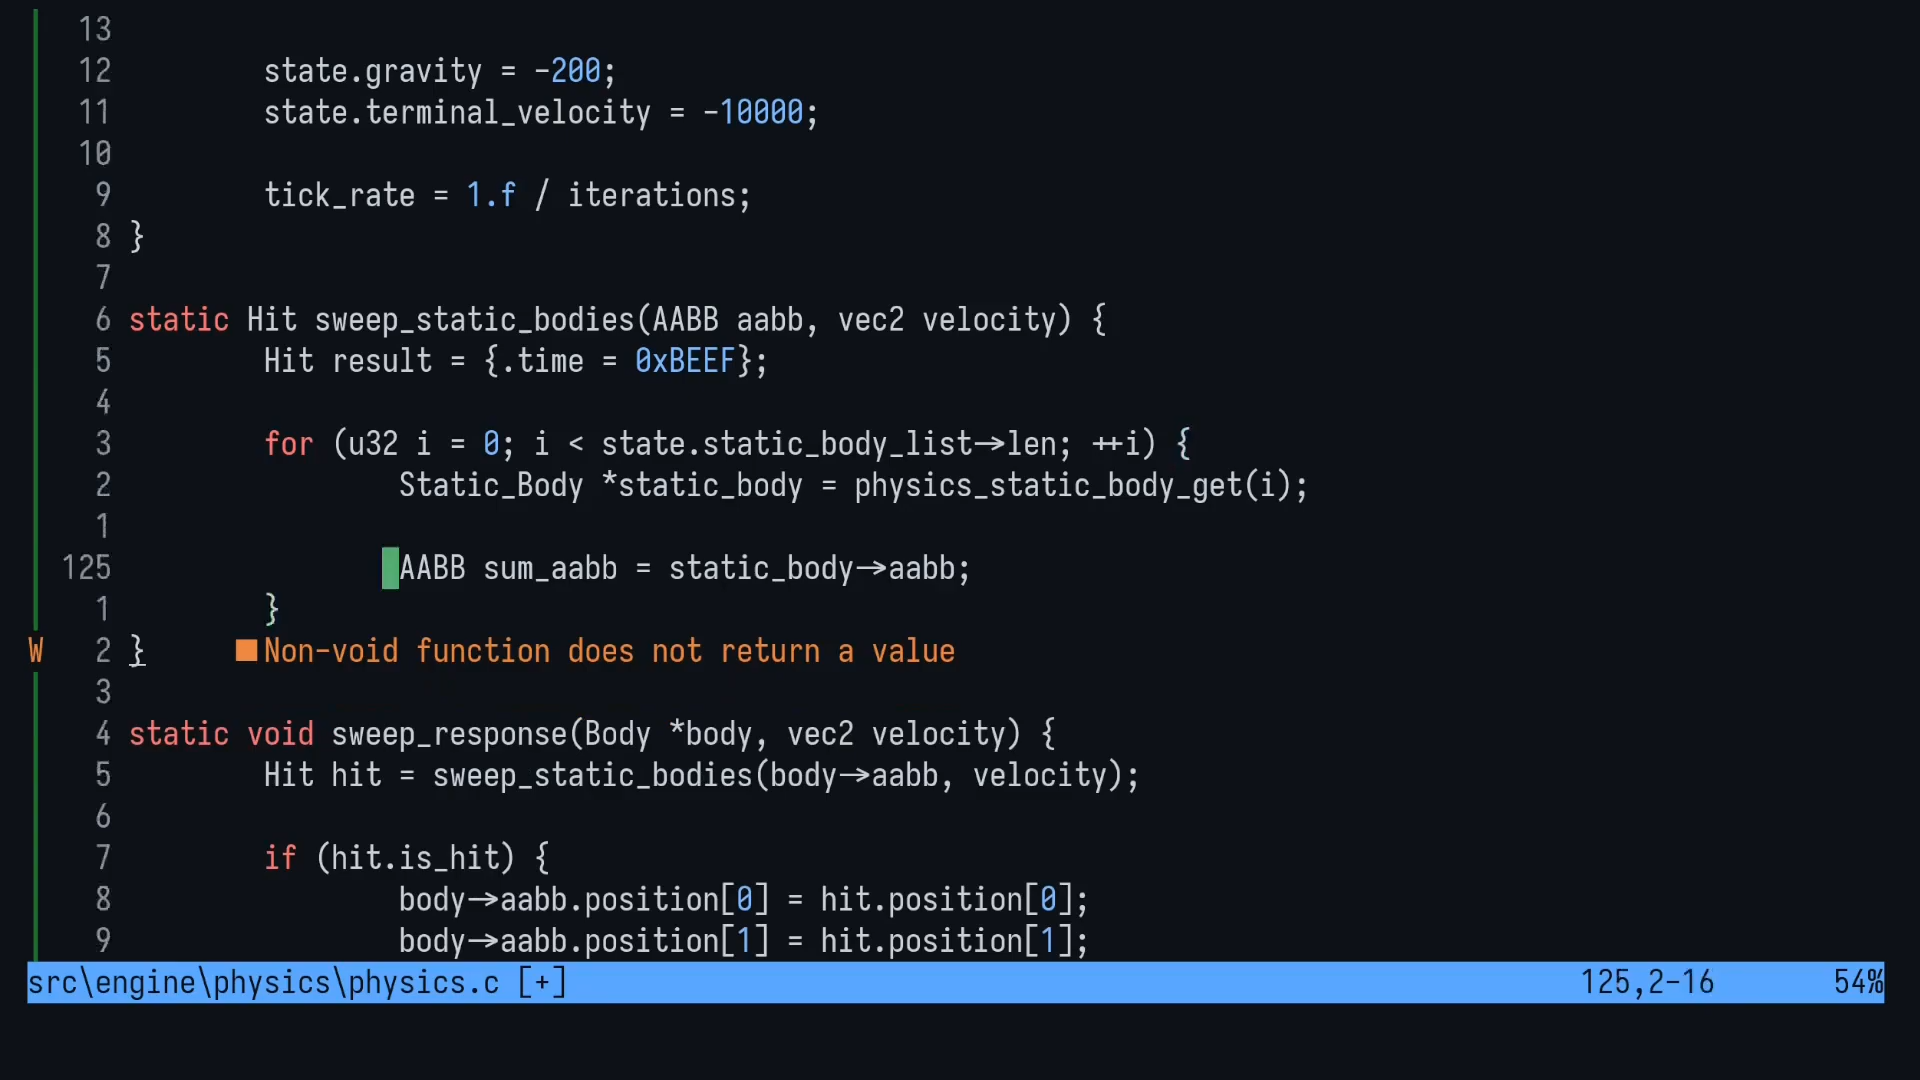 13
12 state.gravity = -200;
11 state.terminal_velocity = -10000;
10
9 tick_rate = 1.f / iterations;
8 }
7
6 static Hit sweep_static_bodies(AABB aabb, vec2 velocity) {
5 Hit result = {.time = 0xBEEF};
4
3 for (u32 i = 0; i < state.static_body_list->len; ++i) {
2 Static_Body *static_body = physics_static_body_get(i);
1
125 AABB sum_aabb = static_body->aabb;
1 }
W 2 } ■Non-void function does not return a value
3
4 static void sweep_response(Body *body, vec2 velocity) {
5 Hit hit = sweep_static_bodies(body->aabb, velocity);
6
7 if (hit.is_hit) {
8 body->aabb.position[0] = hit.position[0];
9 body->aabb.position[1] = hit.position[1];
src\engine\physics\physics.c [+] 125,2-16 54%